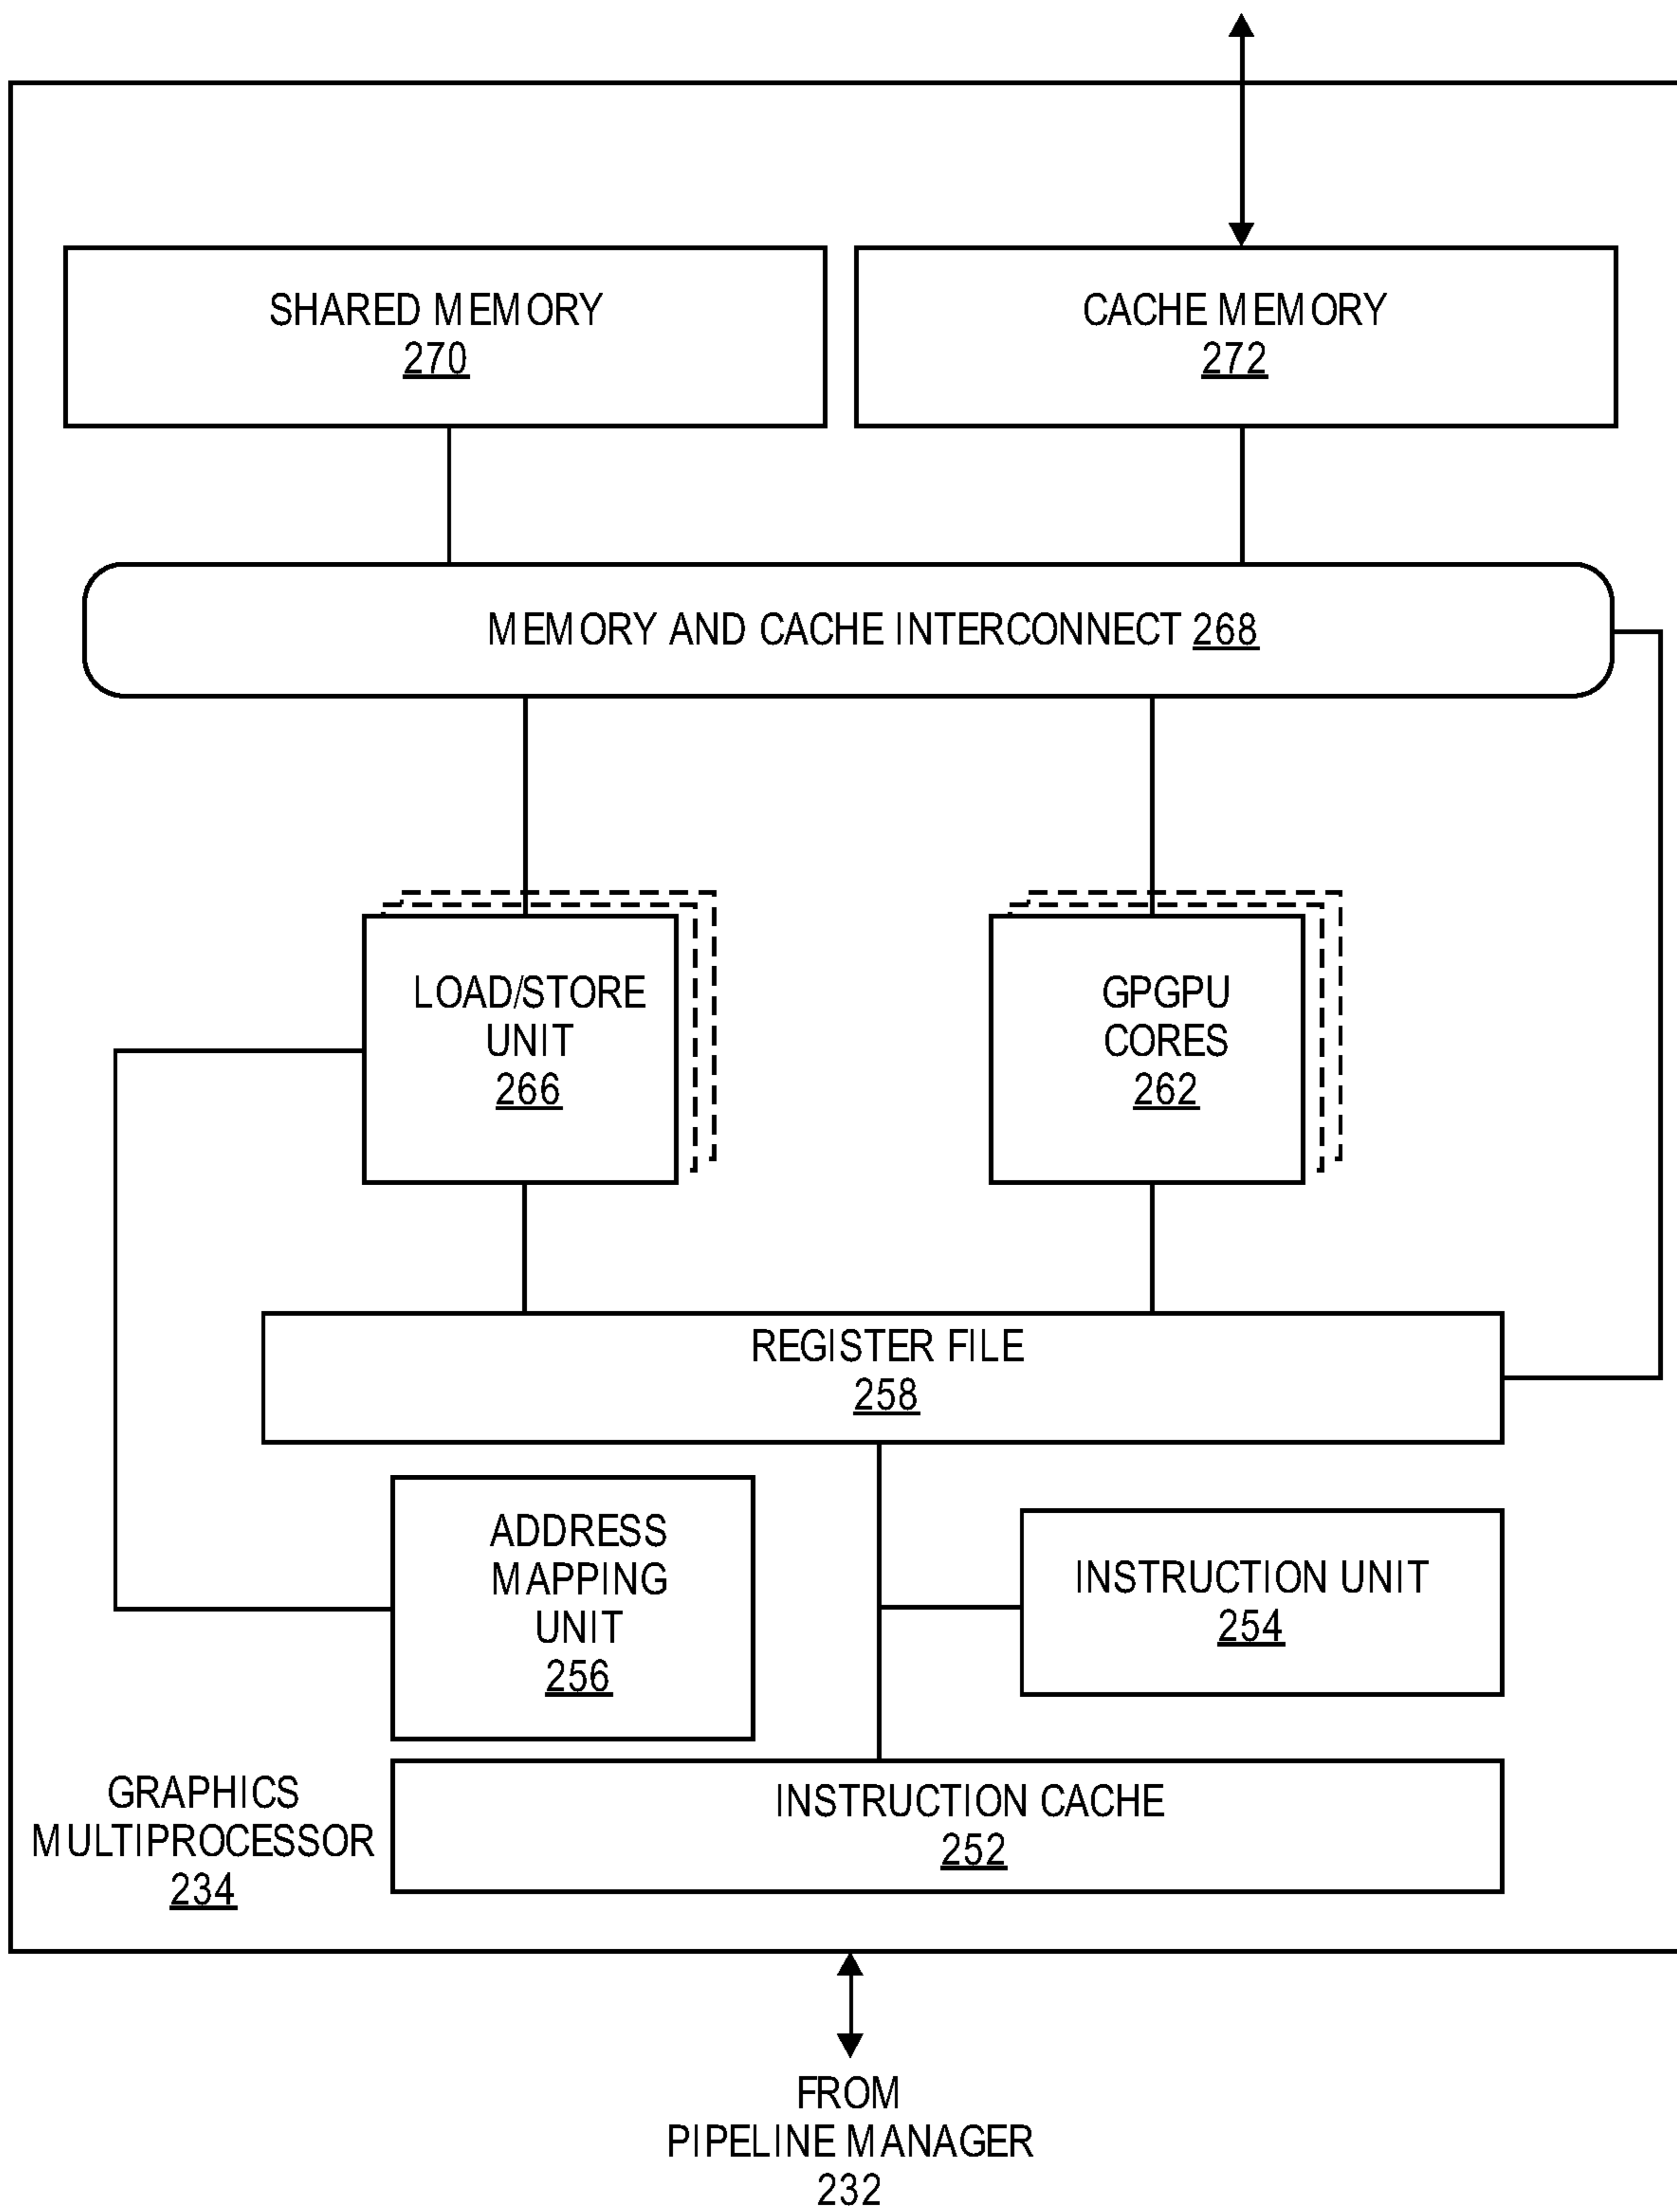 SHARED MEMORY
270
CACHE MEMORY
272
MEMORY AND CACHE INTERCONNECT 268
LOAD/STORE
UNIT
266
GPGPU
CORES
262
REGISTER FILE
258
ADDRESS
MAPPING
UNIT
256
INSTRUCTION UNIT
254
GRAPHICS
MULTIPROCESSOR
234
INSTRUCTION CACHE
252
FROM
PIPELINE MANAGER
232